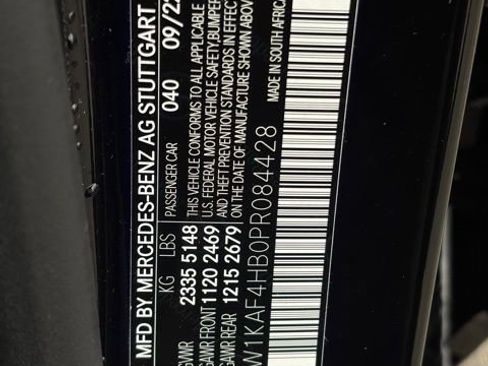 MFD BY MERCEDES-BENZ AG STUTTGART
PASSENGER CAR 040 09/22
KG LBS
GVWR 2335 5148
GAWR FRONT 1120 2469
GAWR REAR 1215 2679
THIS VEHICLE CONFORMS TO ALL APPLICABLE
U.S. FEDERAL MOTOR VEHICLE SAFETY, BUMPER
AND THEFT PREVENTION STANDARDS IN EFFECT
ON THE DATE OF MANUFACTURE SHOWN ABOVE
W1KAF4HB0PR084428
MADE IN SOUTH AFRICA